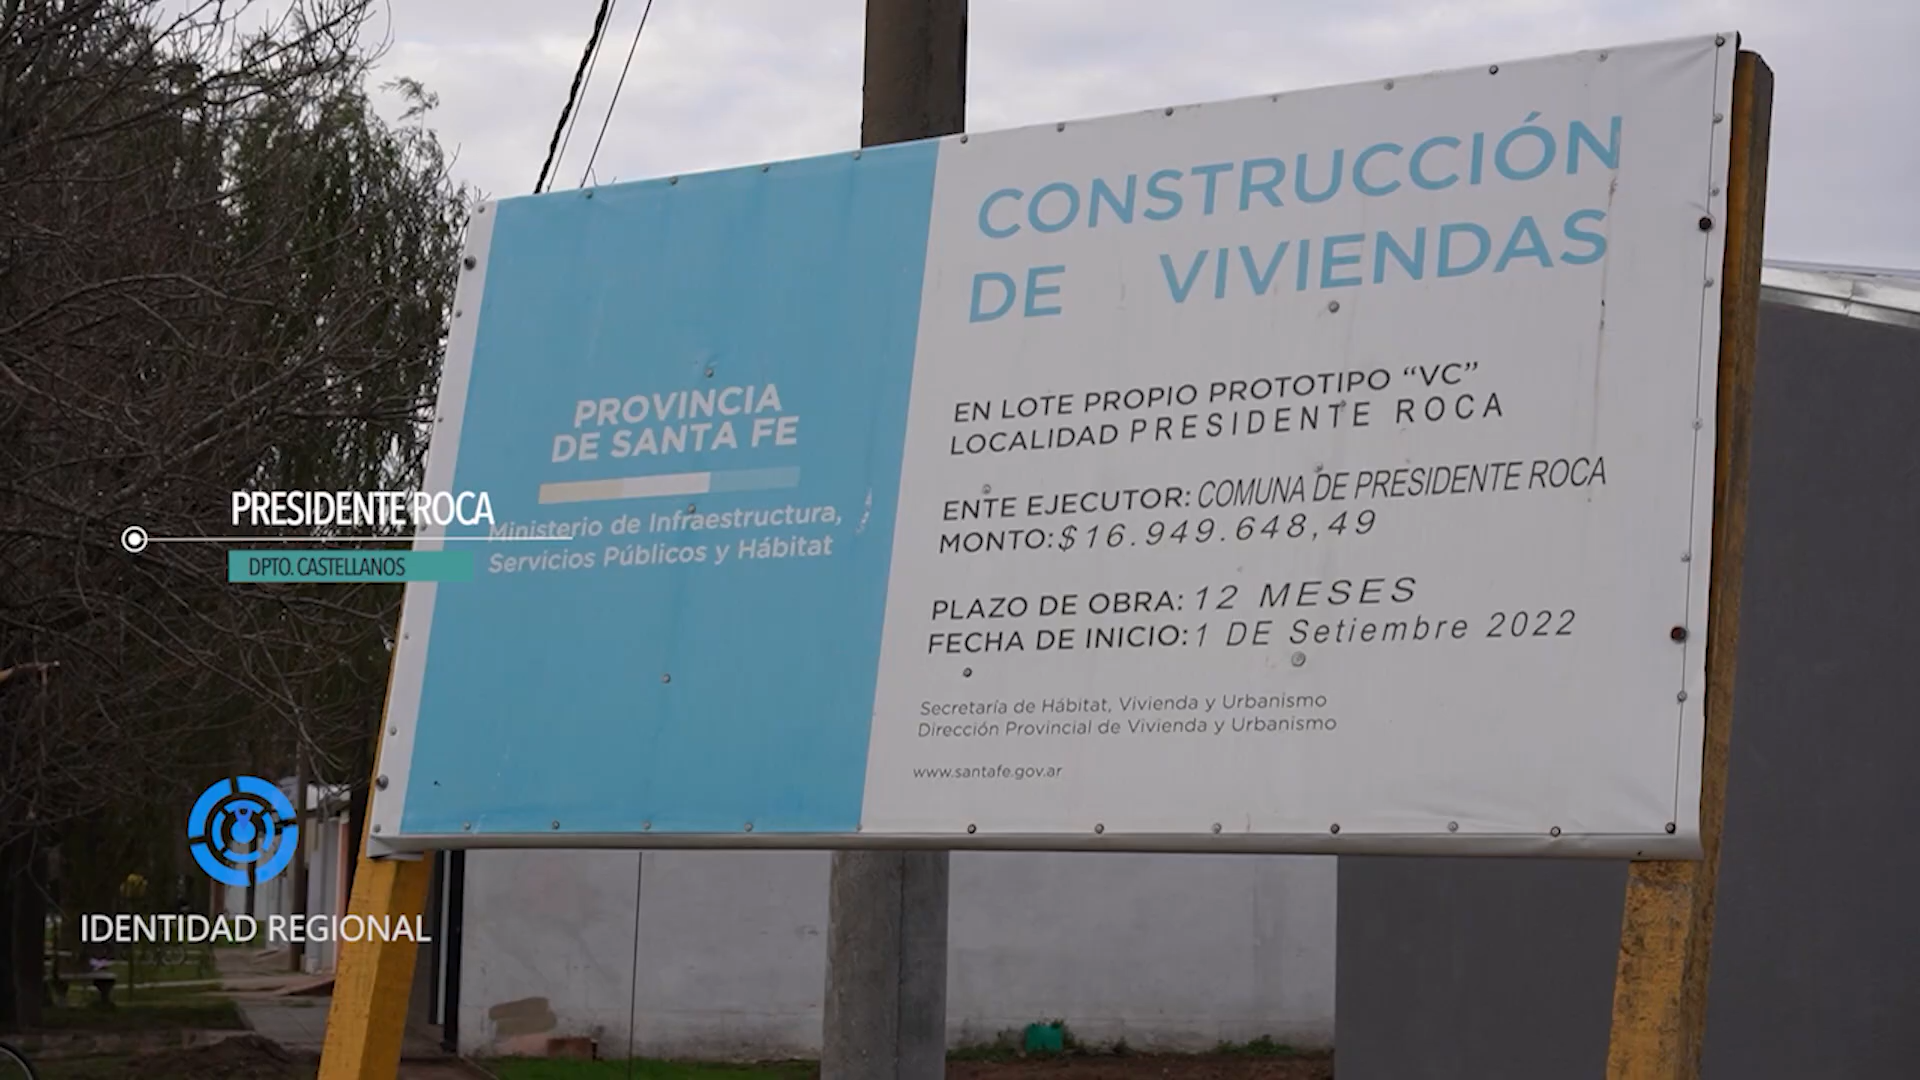 PROVINCIA
DE SANTA FE
Ministerio de Infraestructura,
Servicios Públicos y Hábitat
CONSTRUCCIÓN
DE VIVIENDAS
EN LOTE PROPIO PROTOTIPO “VC”
LOCALIDAD PRESIDENTE ROCA
ENTE EJECUTOR: COMUNA DE PRESIDENTE ROCA
MONTO: $16.949.648,49
PLAZO DE OBRA: 12 MESES
FECHA DE INICIO: 1 DE Setiembre 2022
Secretaría de Hábitat, Vivienda y Urbanismo
Dirección Provincial de Vivienda y Urbanismo
www.santafe.gov.ar
PRESIDENTE ROCA
DPTO. CASTELLANOS
IDENTIDAD REGIONAL